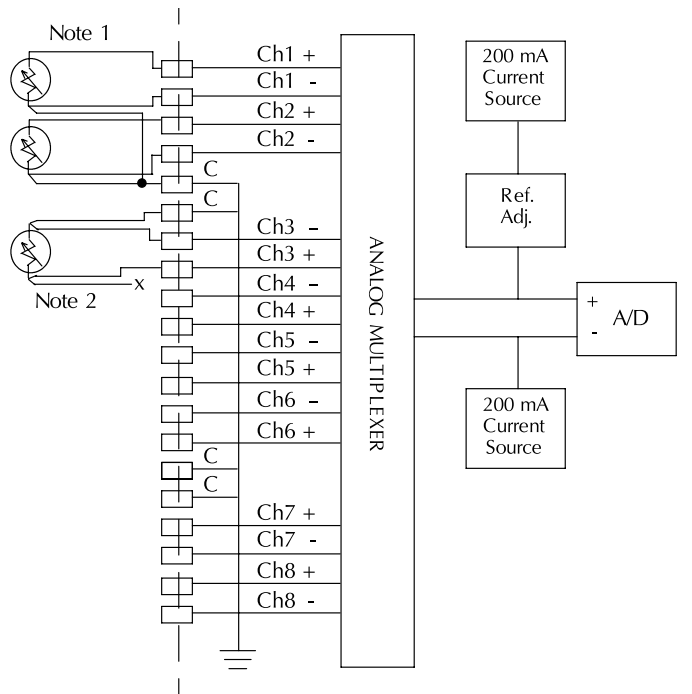 Note 1
Ch1 +
Ch1 -
Ch2 +
Ch2 -
C
C
Ch3 –
Ch3 +
Note 2
x
Ch4 –
Ch4 +
Ch5 –
Ch5 +
Ch6 –
Ch6 +
C
C
Ch7 +
Ch7 -
Ch8 +
Ch8 -
ANALOG MULTIPLEXER
200 mA
Current
Source
Ref.
Adj.
+
-
A/D
200 mA
Current
Source